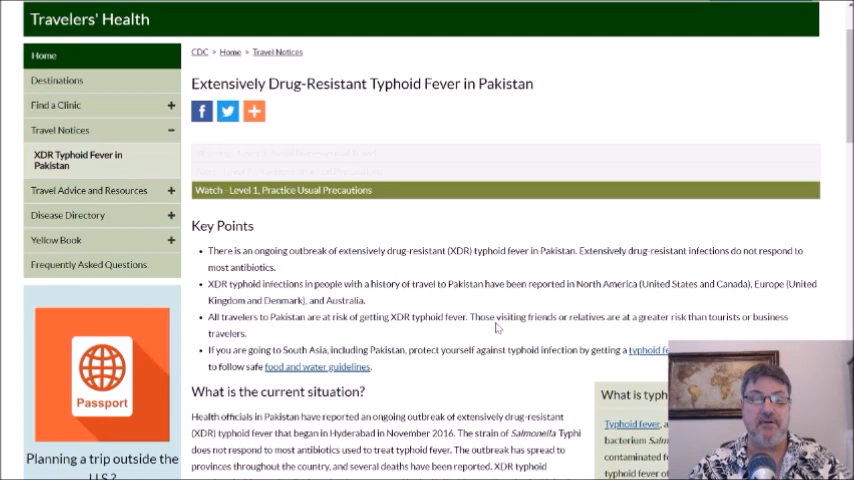 Travelers' Health
Home
Destinations
Find a Clinic +
Travel Notices −
XDR Typhoid Fever in
Pakistan
Travel Advice and Resources +
Disease Directory +
Yellow Book +
Frequently Asked Questions
Passport
Planning a trip outside the
U.S.?
CDC > Home > Travel Notices
Extensively Drug-Resistant Typhoid Fever in Pakistan
Watch - Level 1, Practice Usual Precautions
Key Points
• There is an ongoing outbreak of extensively drug-resistant (XDR) typhoid fever in Pakistan. Extensively drug-resistant infections do not respond to
most antibiotics.
• XDR typhoid infections in people with a history of travel to Pakistan have been reported in North America (United States and Canada), Europe (United
Kingdom and Denmark), and Australia.
• All travelers to Pakistan are at risk of getting XDR typhoid fever. Those visiting friends or relatives are at a greater risk than tourists or business
travelers.
• If you are going to South Asia, including Pakistan, protect yourself against typhoid infection by getting a typhoid fe
to follow safe food and water guidelines.
What is the current situation?
Health officials in Pakistan have reported an ongoing outbreak of extensively drug-resistant
(XDR) typhoid fever that began in Hyderabad in November 2016. The strain of Salmonella Typhi
does not respond to most antibiotics used to treat typhoid fever. The outbreak has spread to
provinces throughout the country, and several deaths have been reported. XDR typhoid
What is typh
Typhoid fever, a
bacterium Salm
contaminated f
typhoid fever of